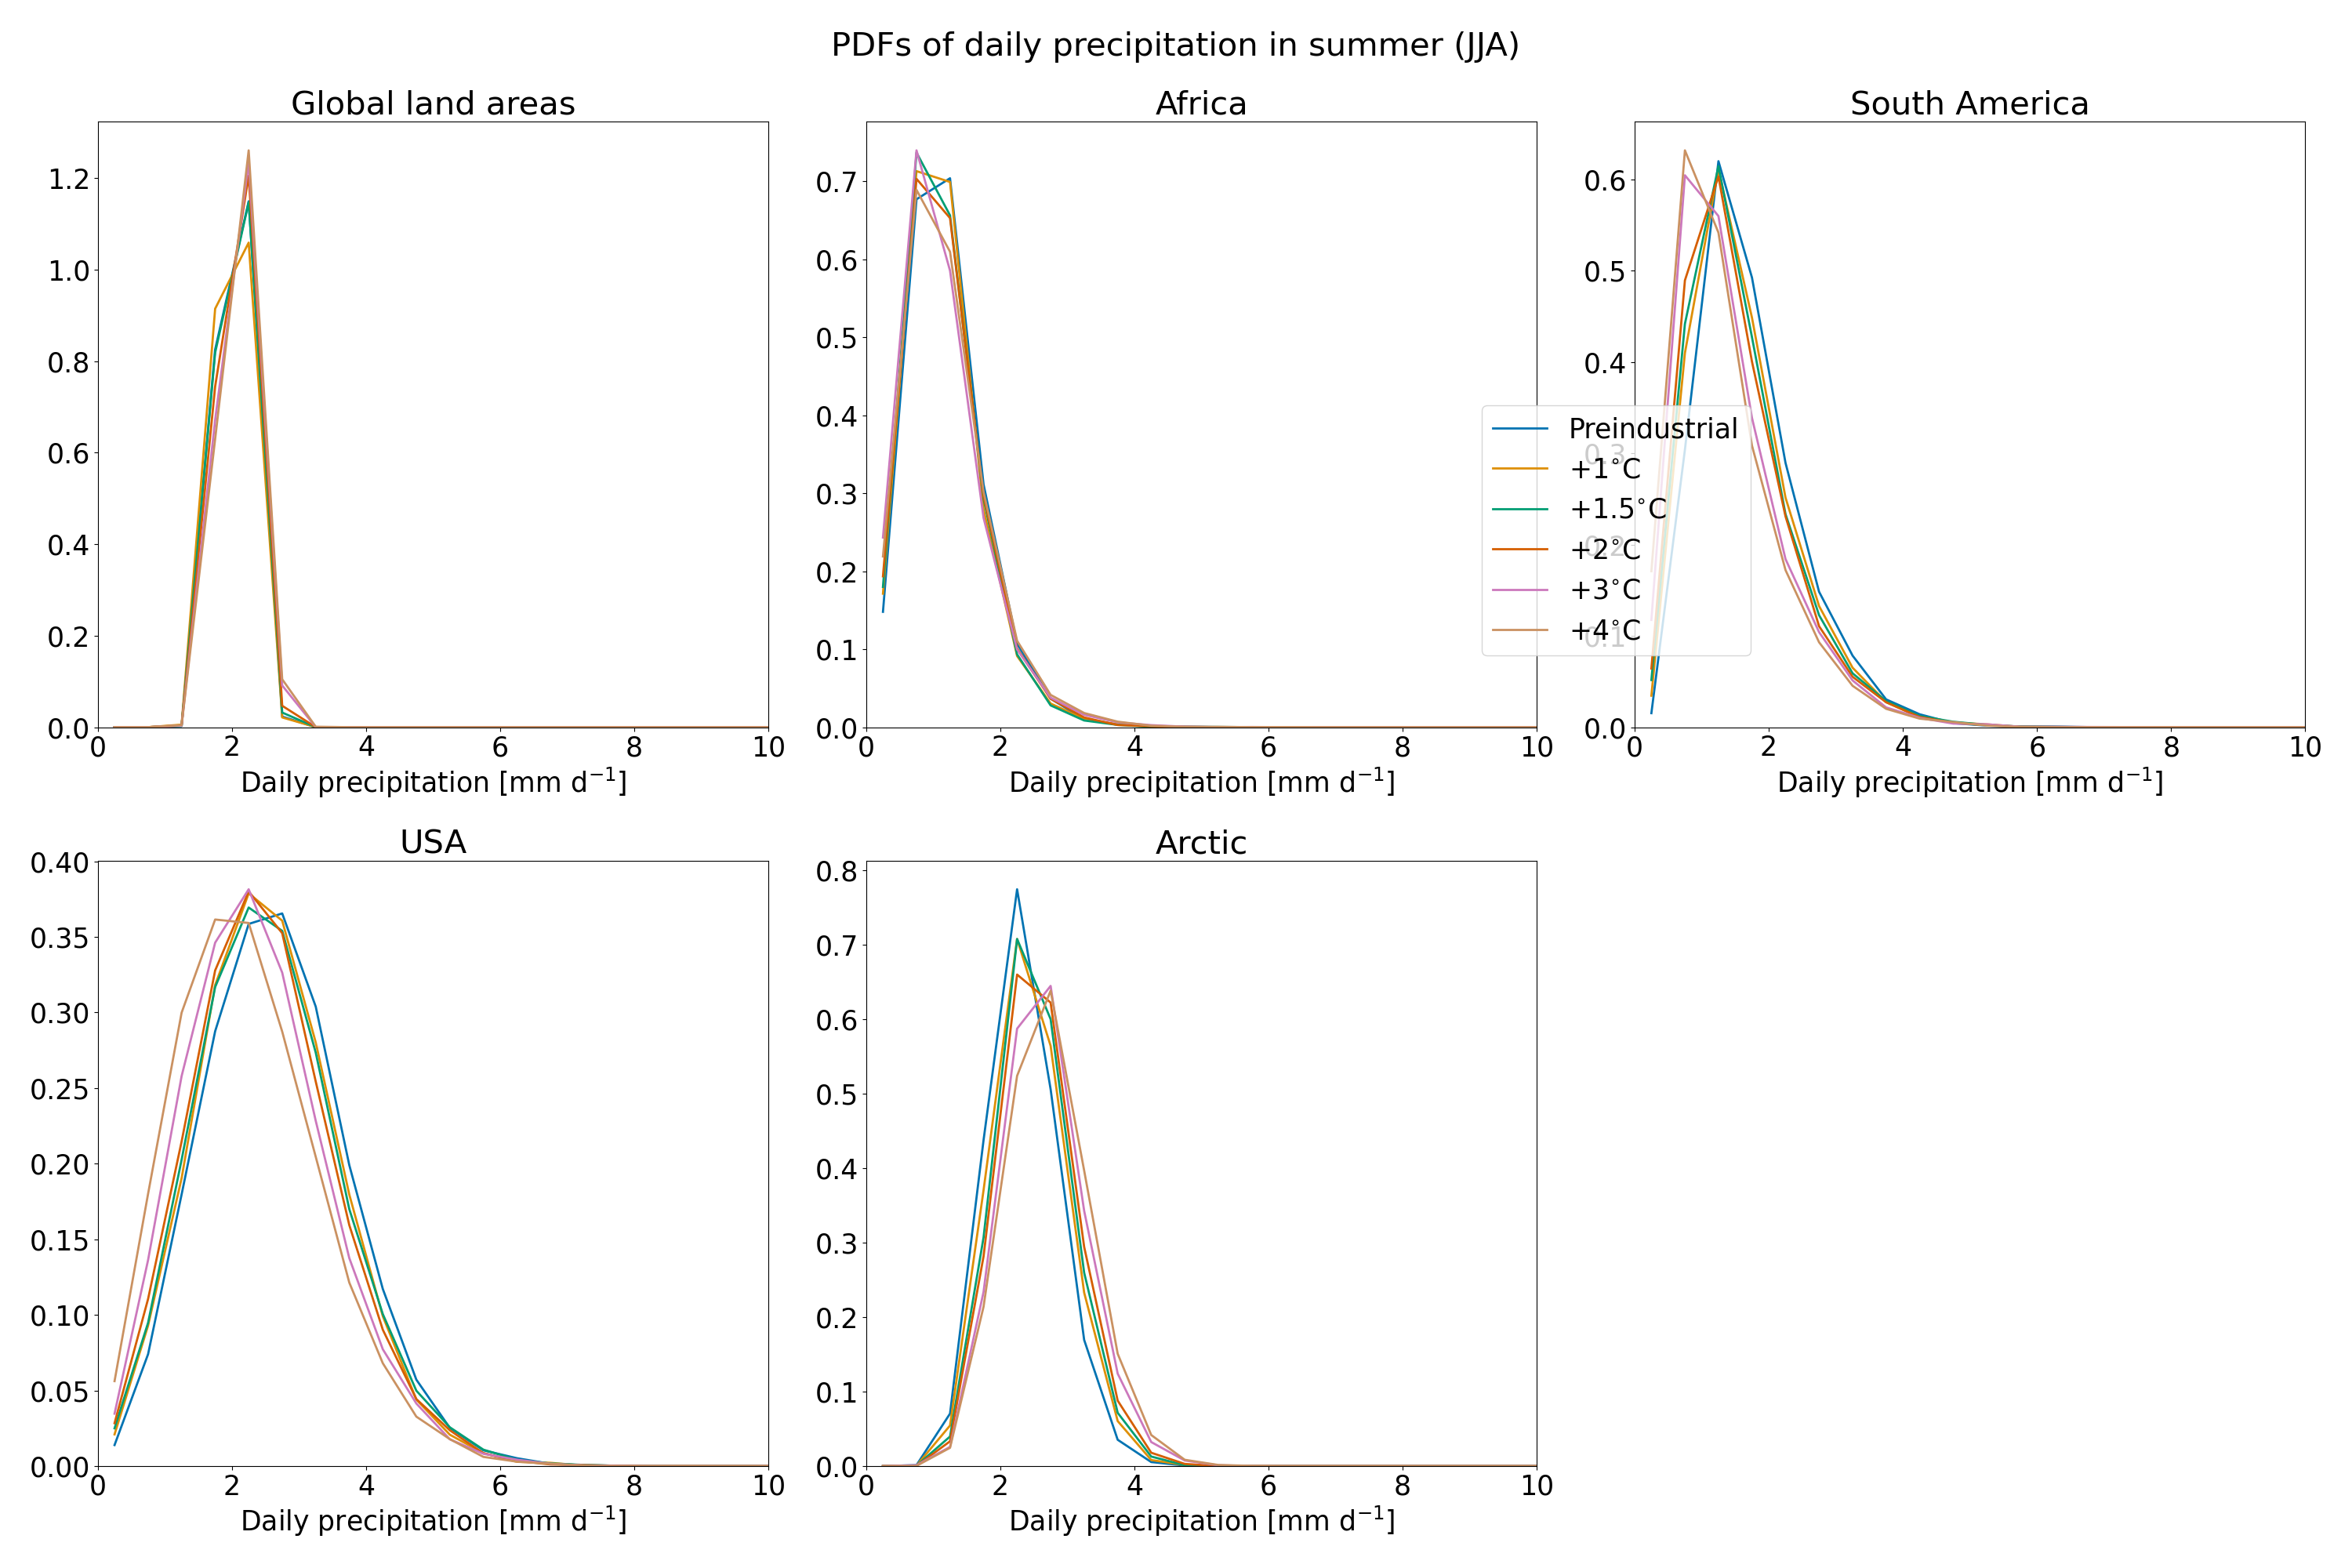 PDFs of daily precipitation in summer (JJA)
Global land areas
1.2
1.0
0.8
0.6
0.4
0.2
0.0
0 2 4 6 8 10
Daily precipitation [mm d⁻¹]
Africa
0.7
0.6
0.5
0.4
0.3
0.2
0.1
0.0
0 2 4 6 8 10
Daily precipitation [mm d⁻¹]
South America
0.6
0.5
0.4
0.3
0.2
0.1
0.0
0 2 4 6 8 10
Daily precipitation [mm d⁻¹]
Preindustrial
+1°C
+1.5°C
+2°C
+3°C
+4°C
USA
0.40
0.35
0.30
0.25
0.20
0.15
0.10
0.05
0.00
0 2 4 6 8 10
Daily precipitation [mm d⁻¹]
Arctic
0.8
0.7
0.6
0.5
0.4
0.3
0.2
0.1
0.0
0 2 4 6 8 10
Daily precipitation [mm d⁻¹]